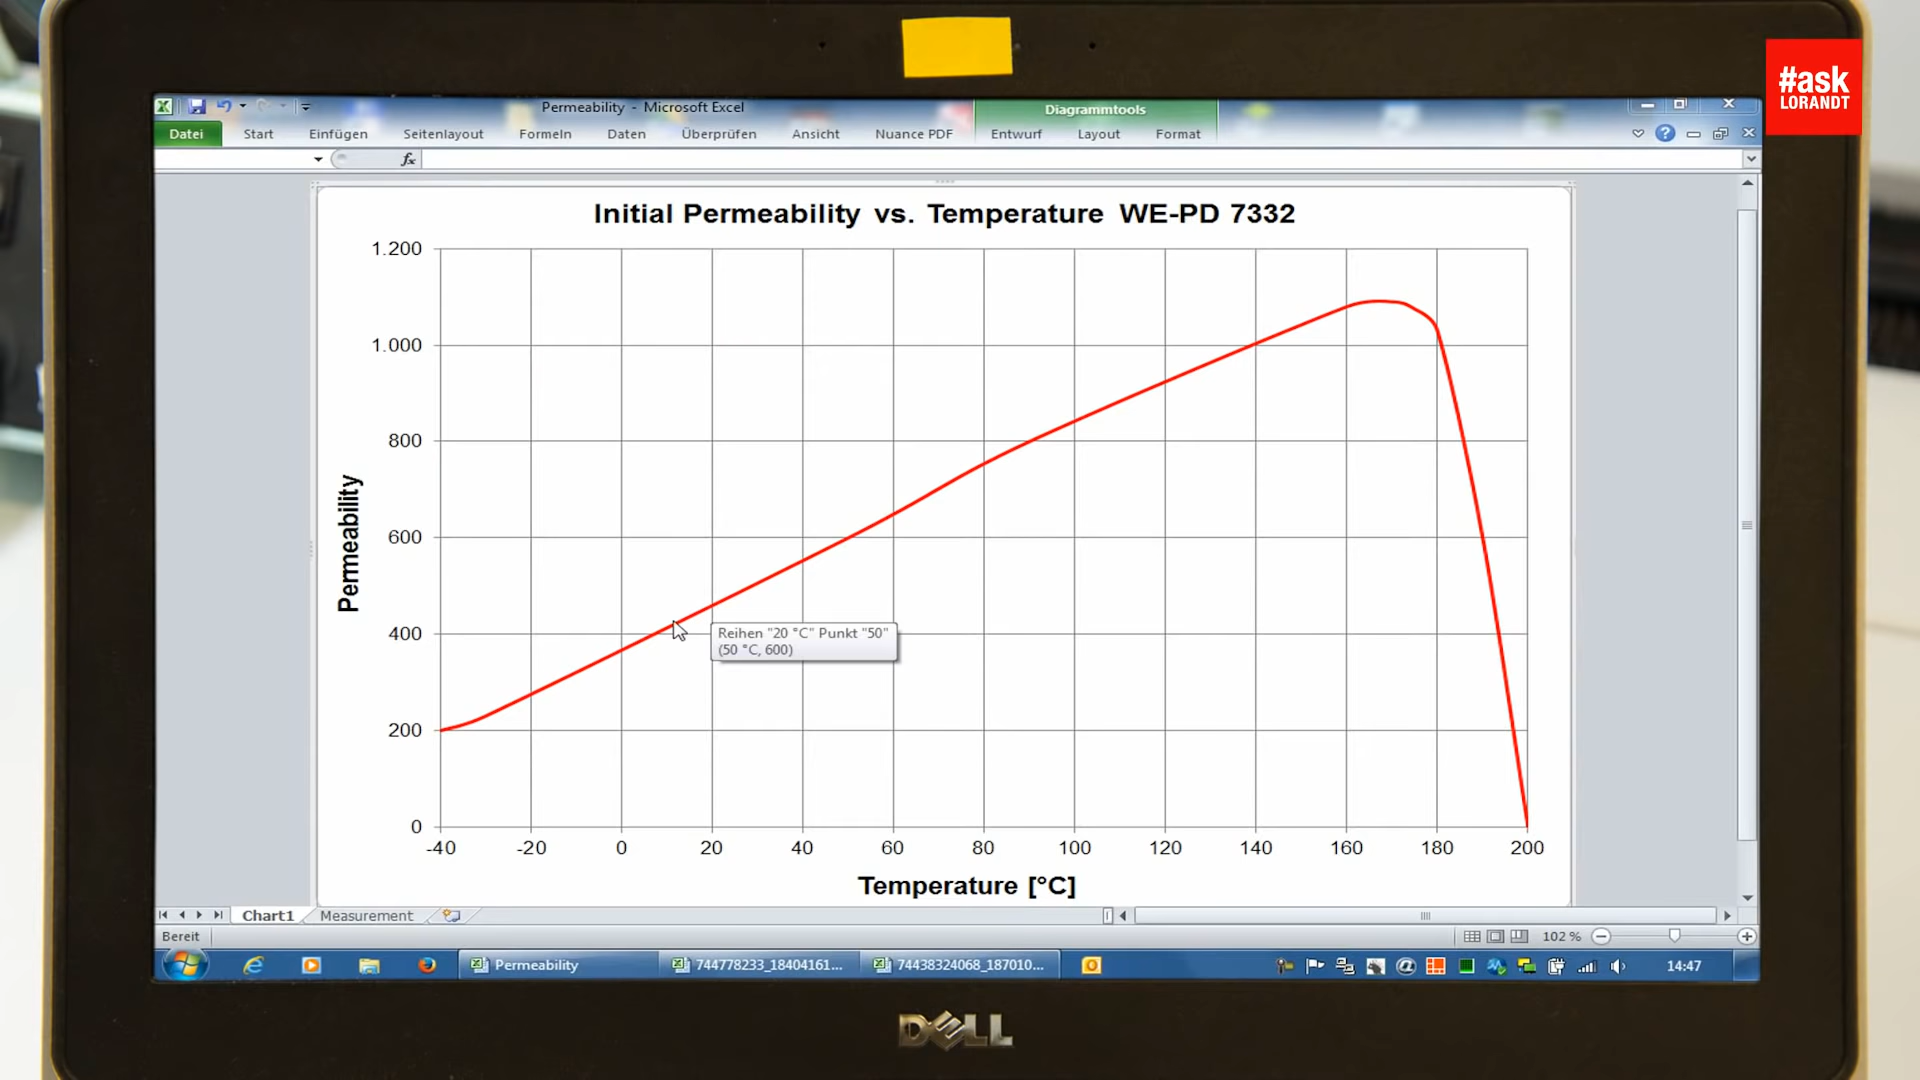 #ask
LORANDT
Permeability - Microsoft Excel
Diagrammtools
Datei Start Einfügen Seitenlayout Formeln Daten Überprüfen Ansicht Nuance PDF Entwurf Layout Format
fx
Initial Permeability vs. Temperature WE-PD 7332
1.200
1.000
800
600
400
200
0
Permeability
Reihen "20 °C" Punkt "50"
(50 °C, 600)
-40 -20 0 20 40 60 80 100 120 140 160 180 200
Temperature [°C]
Chart1 Measurement
Bereit
102 %
Permeability 744778233_18404161... 74438324068_187010... 14:47
DELL